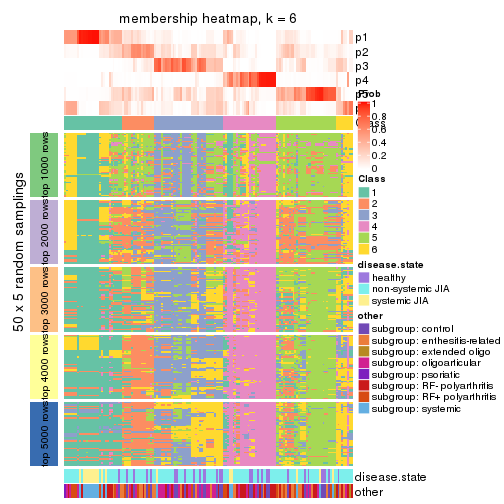 membership heatmap, k = 6
p1
p2
p3
p4
Prob
1
0.8
0.6
0.4
0.2
0
Class
1
2
3
4
5
6
disease.state
healthy
non-systemic JIA
systemic JIA
other
subgroup: control
subgroup: enthesitis-related
subgroup: extended oligo
subgroup: oligoarticular
subgroup: psoriatic
subgroup: RF- polyarthritis
subgroup: RF+ polyarthritis
subgroup: systemic
50 x 5 random samplings
top 1000 rows
top 2000 rows
top 3000 rows
top 4000 rows
top 5000 rows
disease.state
other